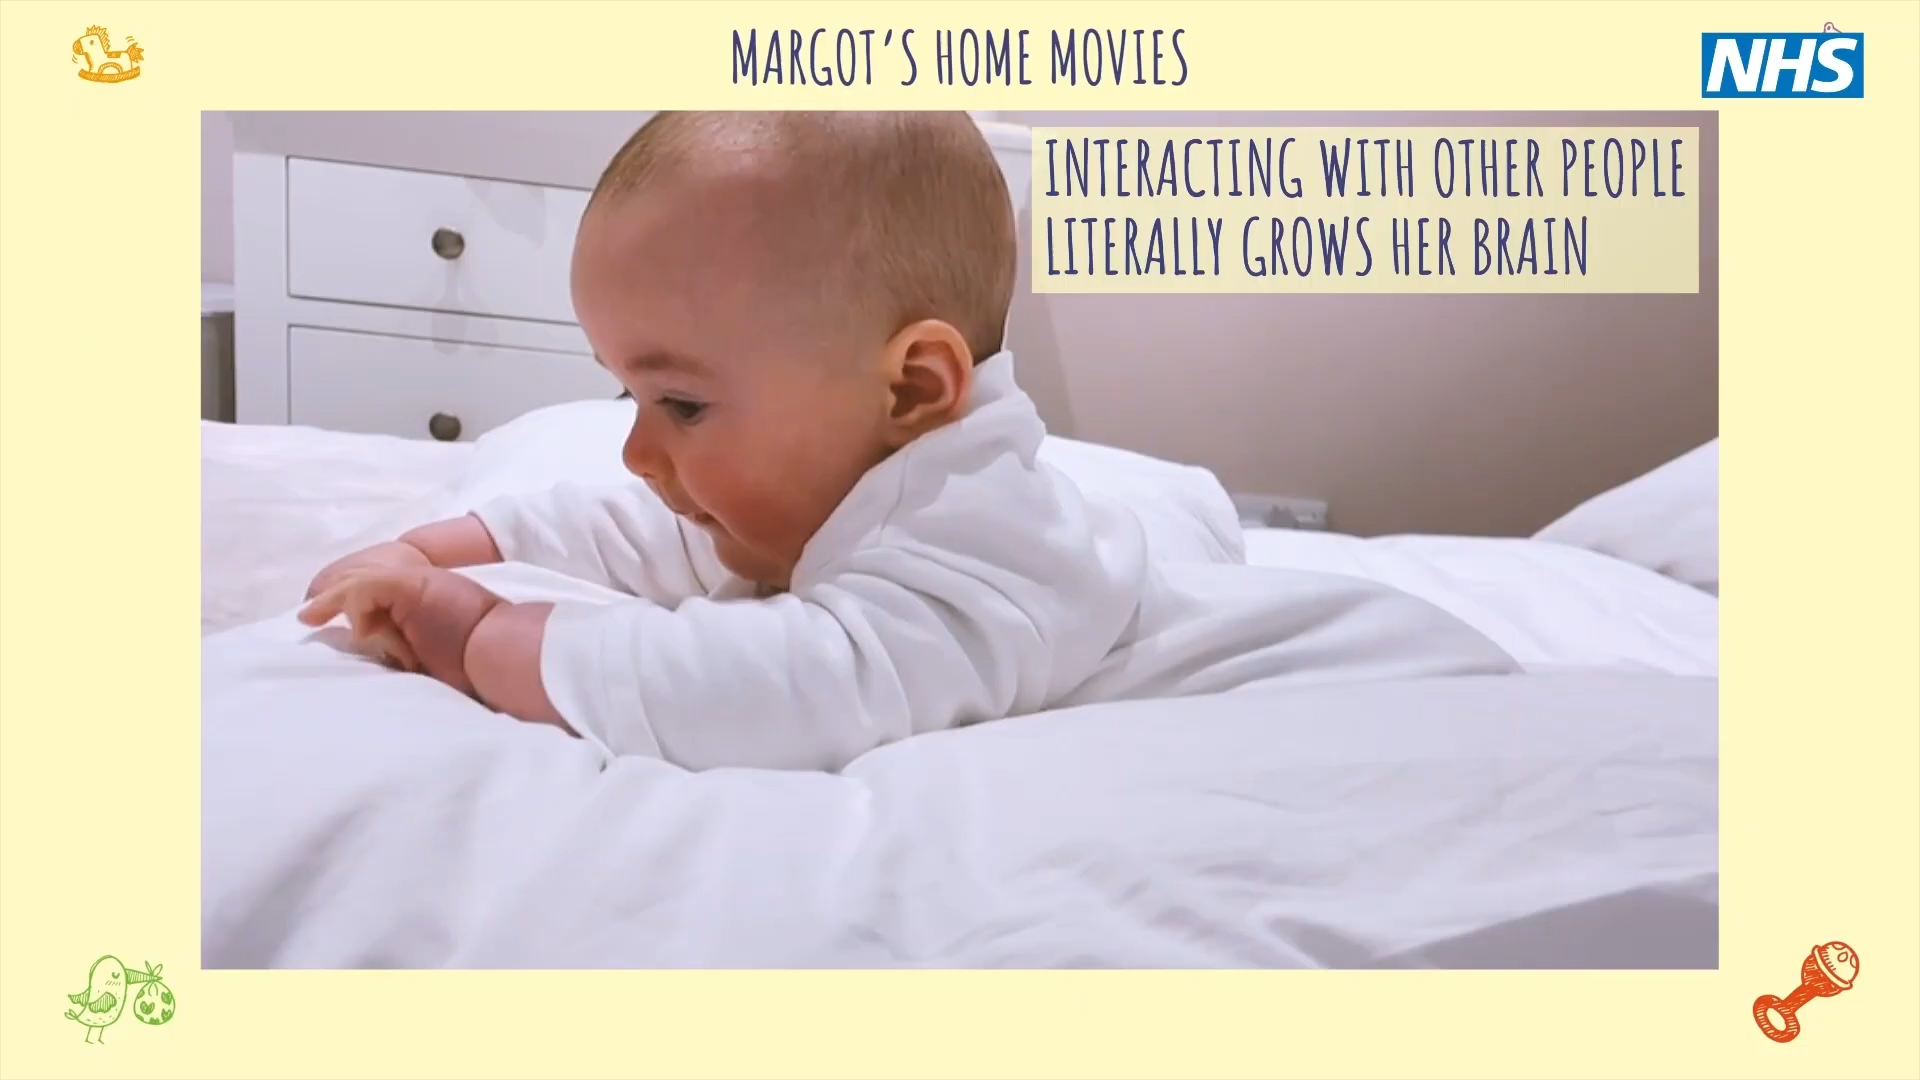 MARGOT'S HOME MOVIES
NHS
INTERACTING WITH OTHER PEOPLE
LITERALLY GROWS HER BRAIN